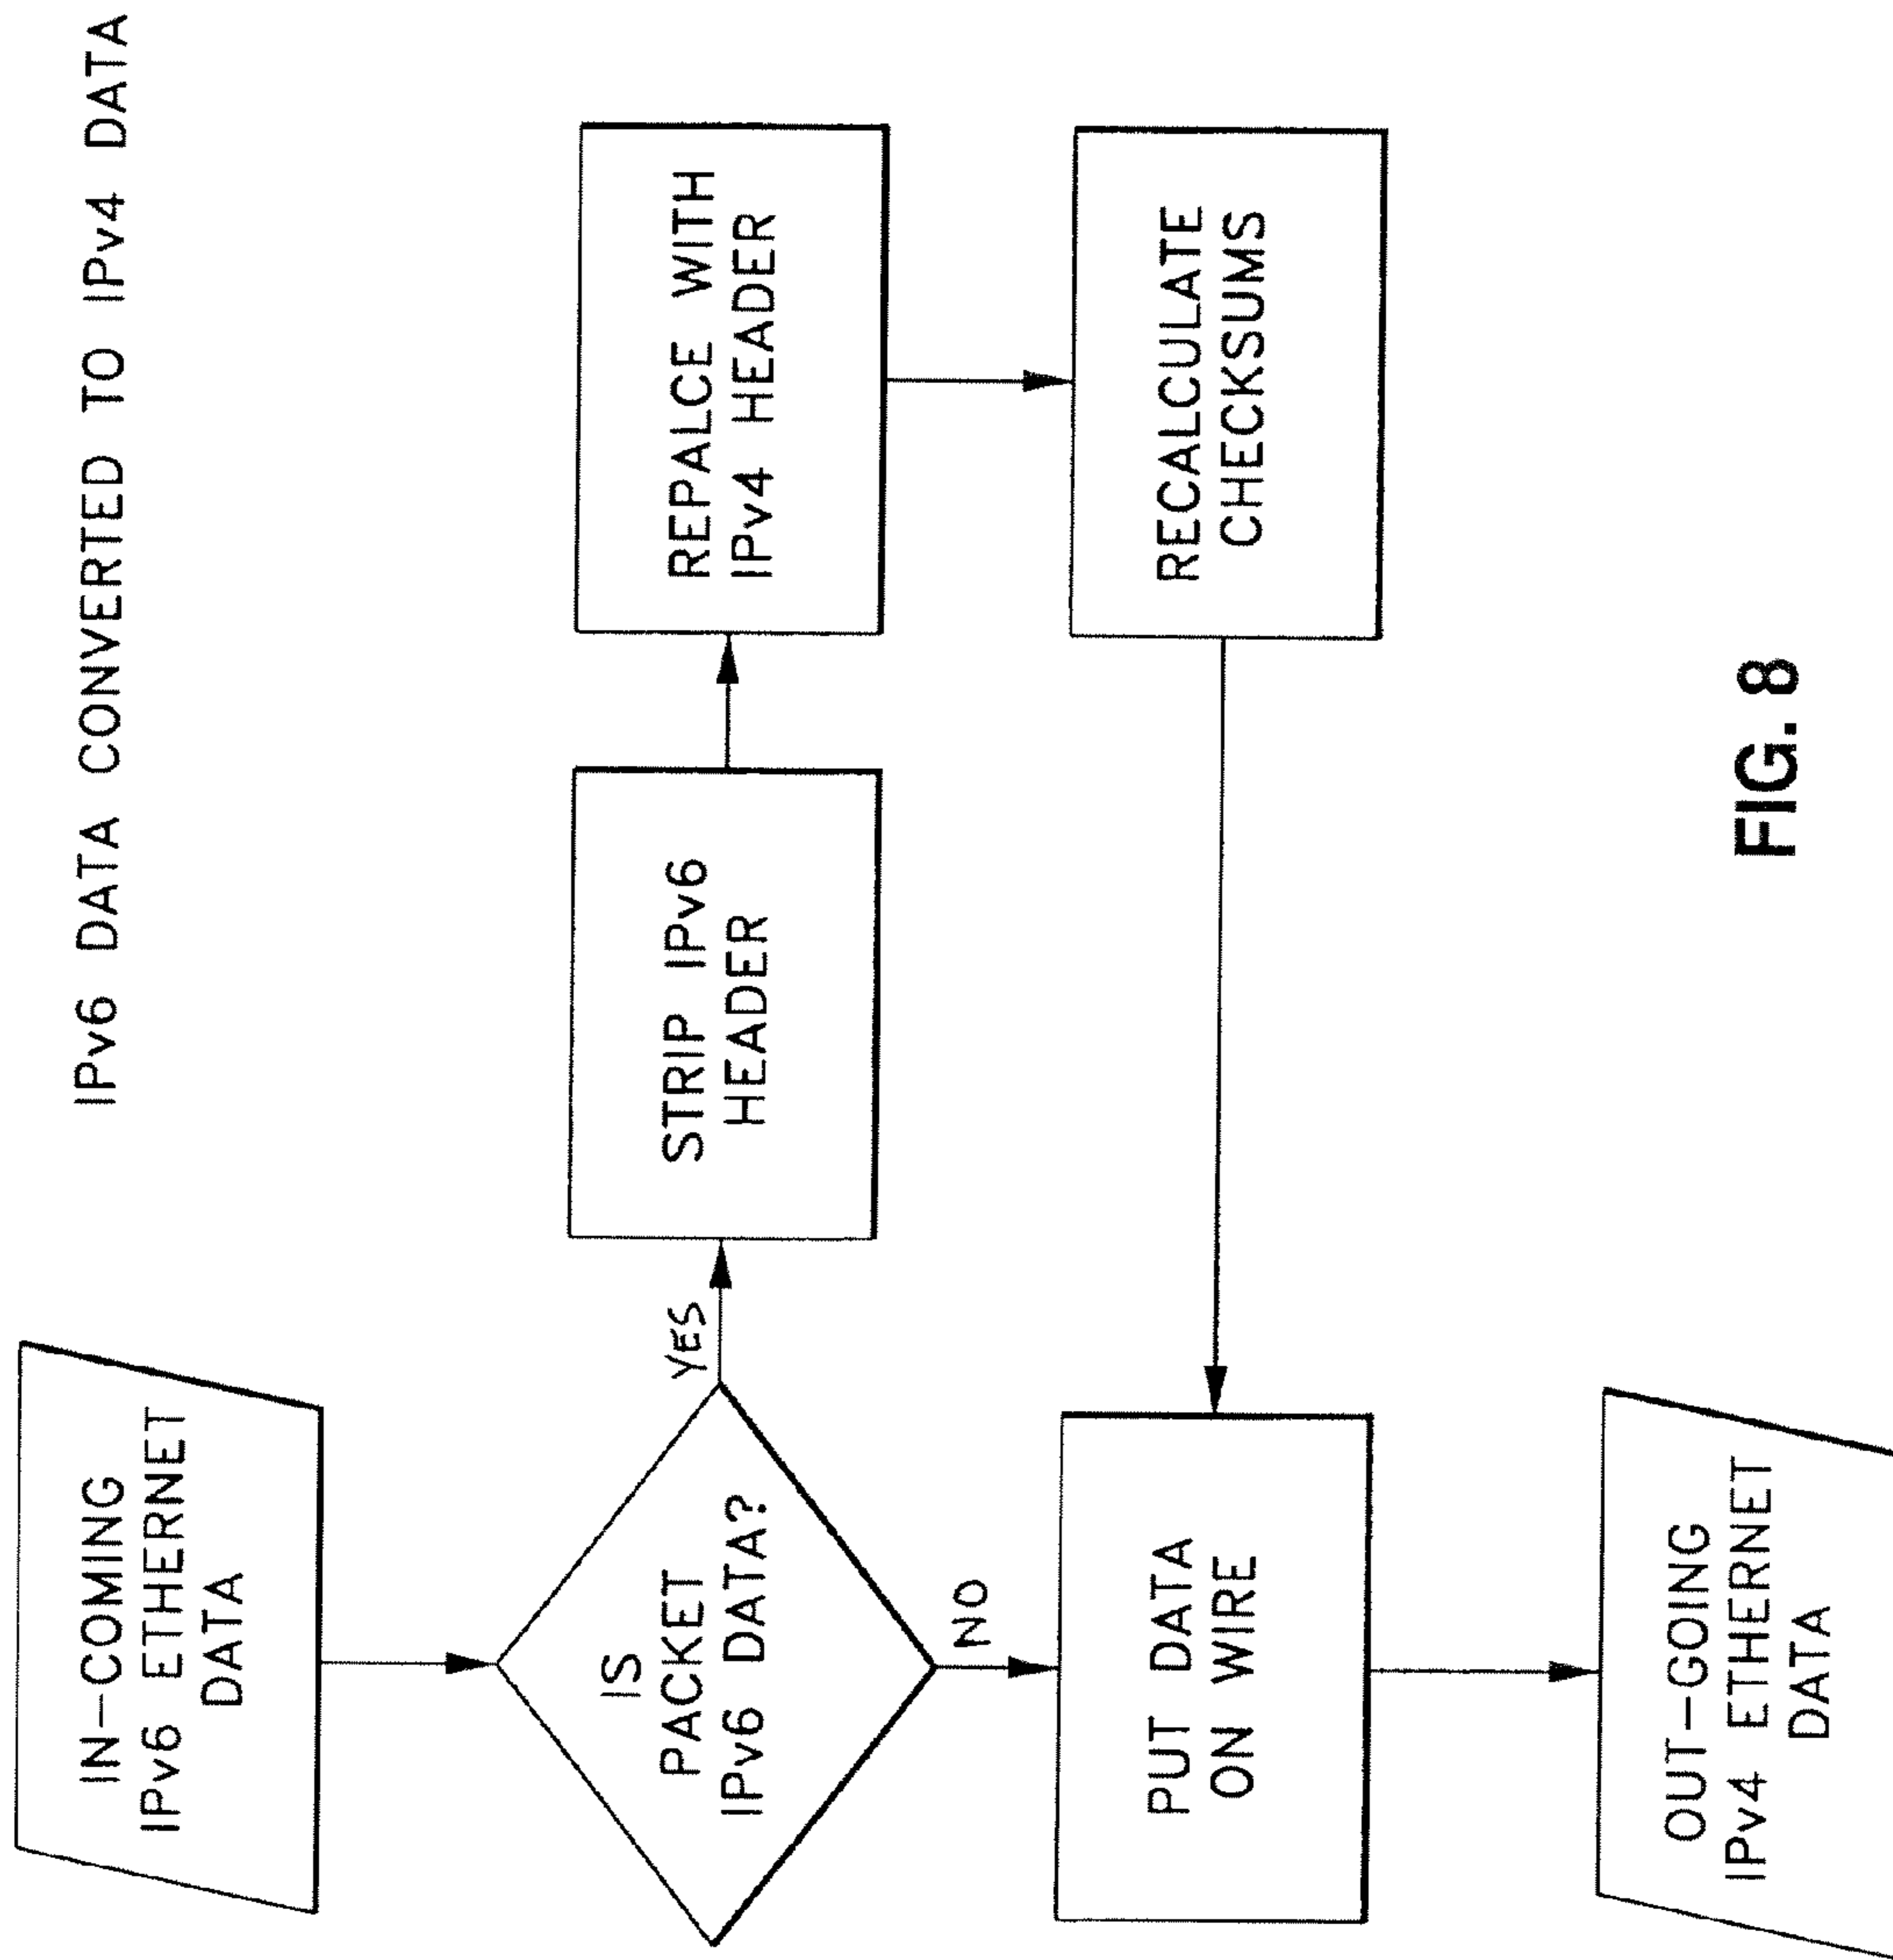 IPv6 DATA CONVERTED TO IPv4 DATA
IN-COMING
IPv6 ETHERNET
DATA
IS
PACKET
IPv6 DATA?
YES
STRIP IPv6
HEADER
REPALCE WITH
IPv4 HEADER
RECALCULATE
CHECKSUMS
NO
PUT DATA
ON WIRE
OUT-GOING
IPv4 ETHERNET
DATA
FIG. 8